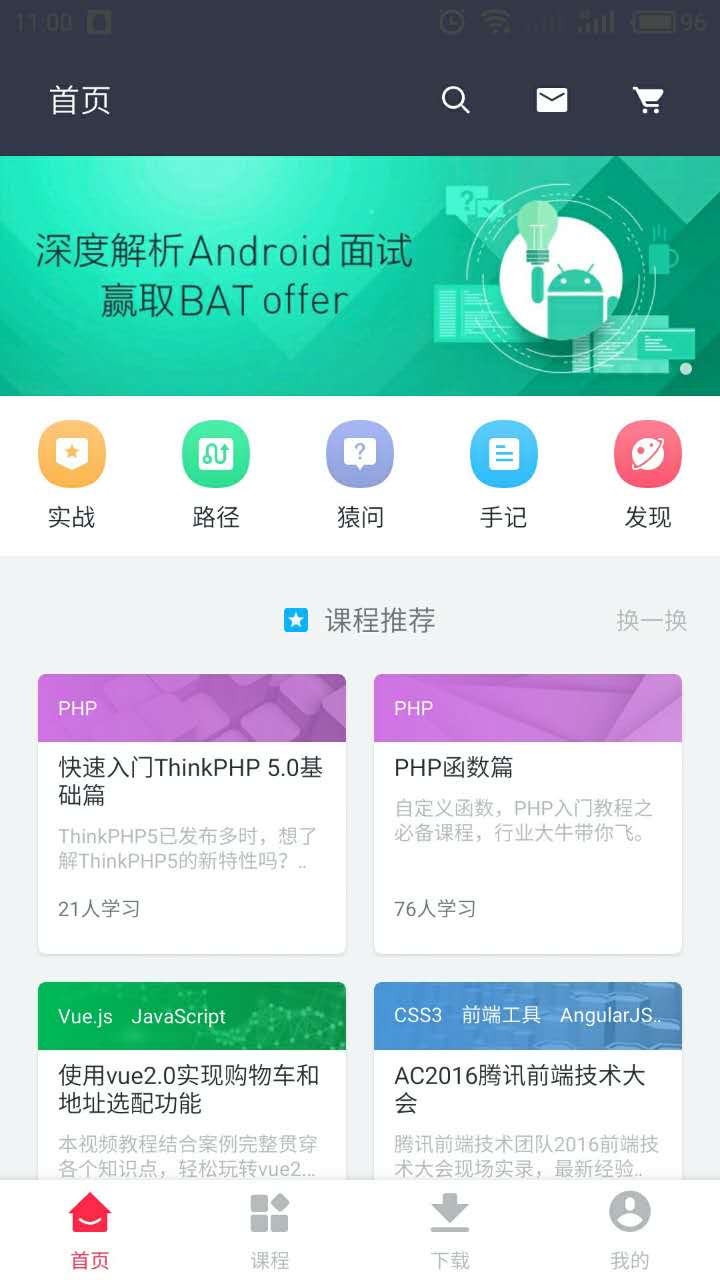 11:00 96
首页
深度解析Android面试
赢取BAT offer
实战 路径 猿问 手记 发现
课程推荐 换一换
PHP
快速入门ThinkPHP 5.0基
础篇
ThinkPHP5已发布多时，想了
解ThinkPHP5的新特性吗？..
21人学习
PHP
PHP函数篇
自定义函数，PHP入门教程之
必备课程，行业大牛带你飞。
76人学习
Vue.js JavaScript
使用vue2.0实现购物车和
地址选配功能
本视频教程结合案例完整贯穿
各个知识点，轻松玩转vue2...
CSS3 前端工具 AngularJS..
AC2016腾讯前端技术大
会
腾讯前端技术团队2016前端技
术大会现场实录，最新经验..
首页 课程 下载 我的